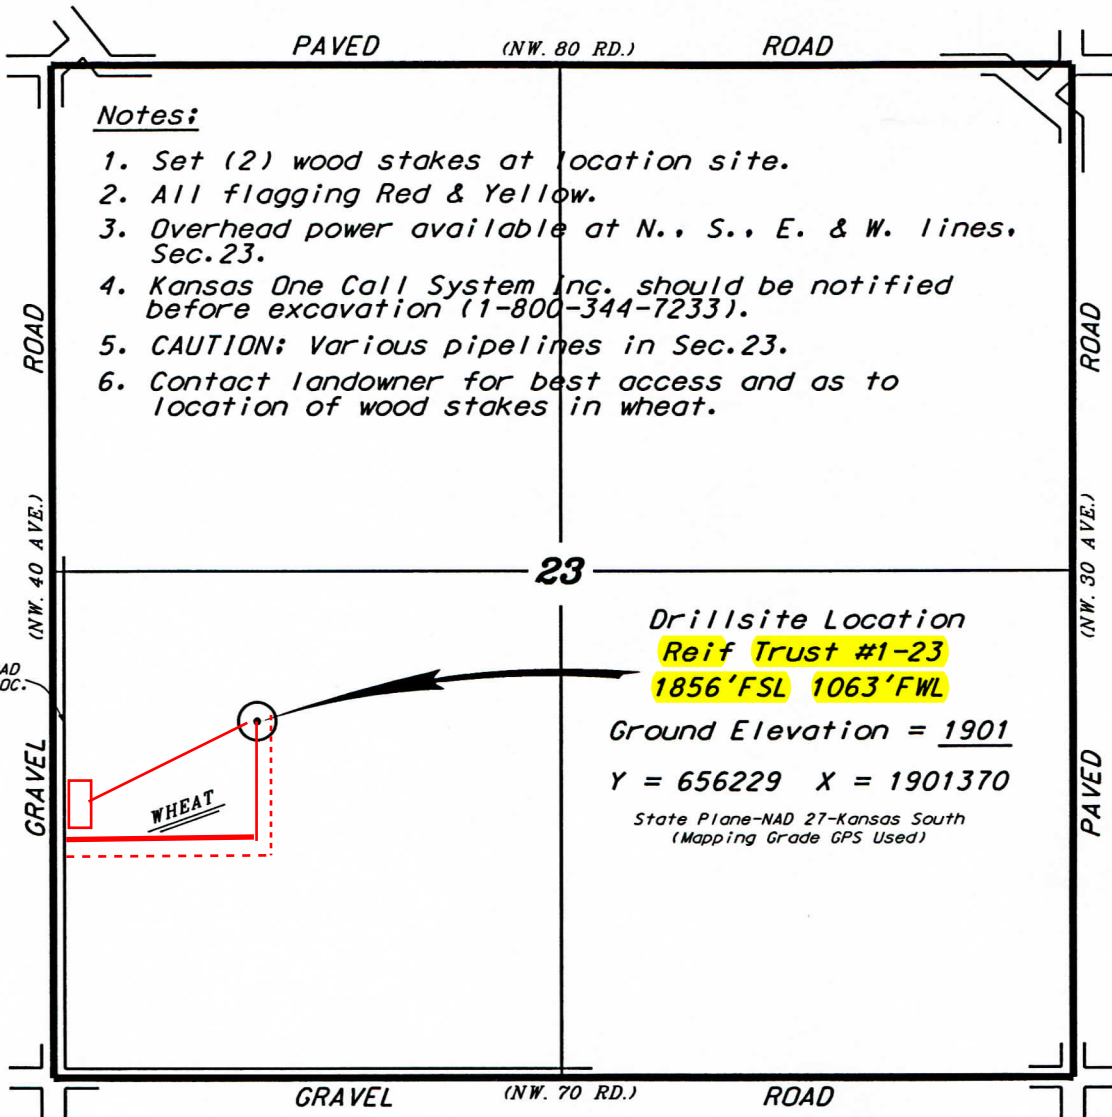 PAVED (NW. 80 RD.) ROAD
Notes:
1. Set (2) wood stakes at location site.
2. All flagging Red & Yellow.
3. Overhead power available at N., S., E. & W. lines,
Sec.23.
4. Kansas One Call System Inc. should be notified
before excavation (1-800-344-7233).
5. CAUTION: Various pipelines in Sec.23.
6. Contact landowner for best access and as to
location of wood stakes in wheat.
ROAD
(NW. 40 AVE.)
GRAVEL
ROAD
(NW. 30 AVE.)
PAVED
23
Drillsite Location
Reif Trust #1-23
1856'FSL 1063'FWL
Ground Elevation = 1901
Y = 656229 X = 1901370
State Plane-NAD 27-Kansas South
(Mapping Grade GPS Used)
WHEAT
GRAVEL (NW. 70 RD.) ROAD